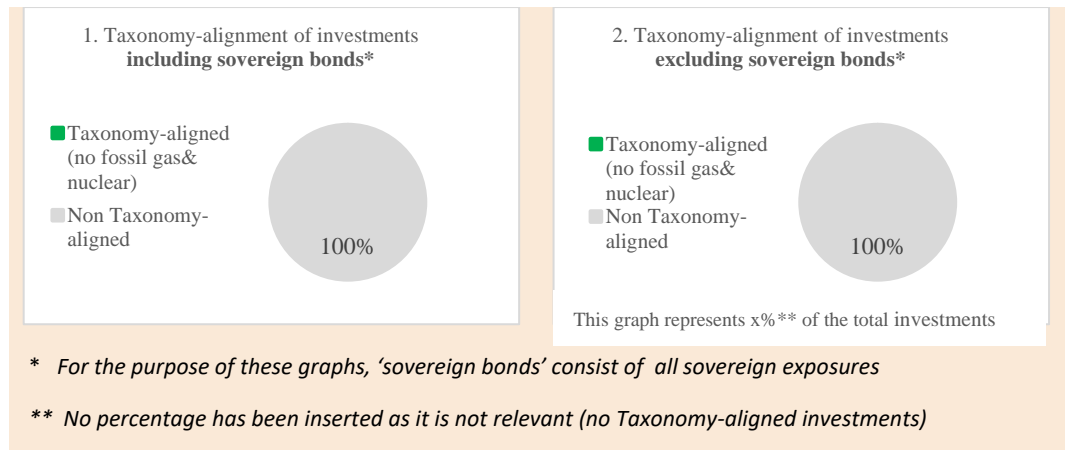 1. Taxonomy-alignment of investments
including sovereign bonds*
Taxonomy-aligned
(no fossil gas&
nuclear)
Non Taxonomy-
aligned
100%
2. Taxonomy-alignment of investments
excluding sovereign bonds*
Taxonomy-aligned
(no fossil gas&
nuclear)
Non Taxonomy-
aligned
100%
This graph represents x%** of the total investments
* For the purpose of these graphs, ‘sovereign bonds’ consist of all sovereign exposures
** No percentage has been inserted as it is not relevant (no Taxonomy-aligned investments)